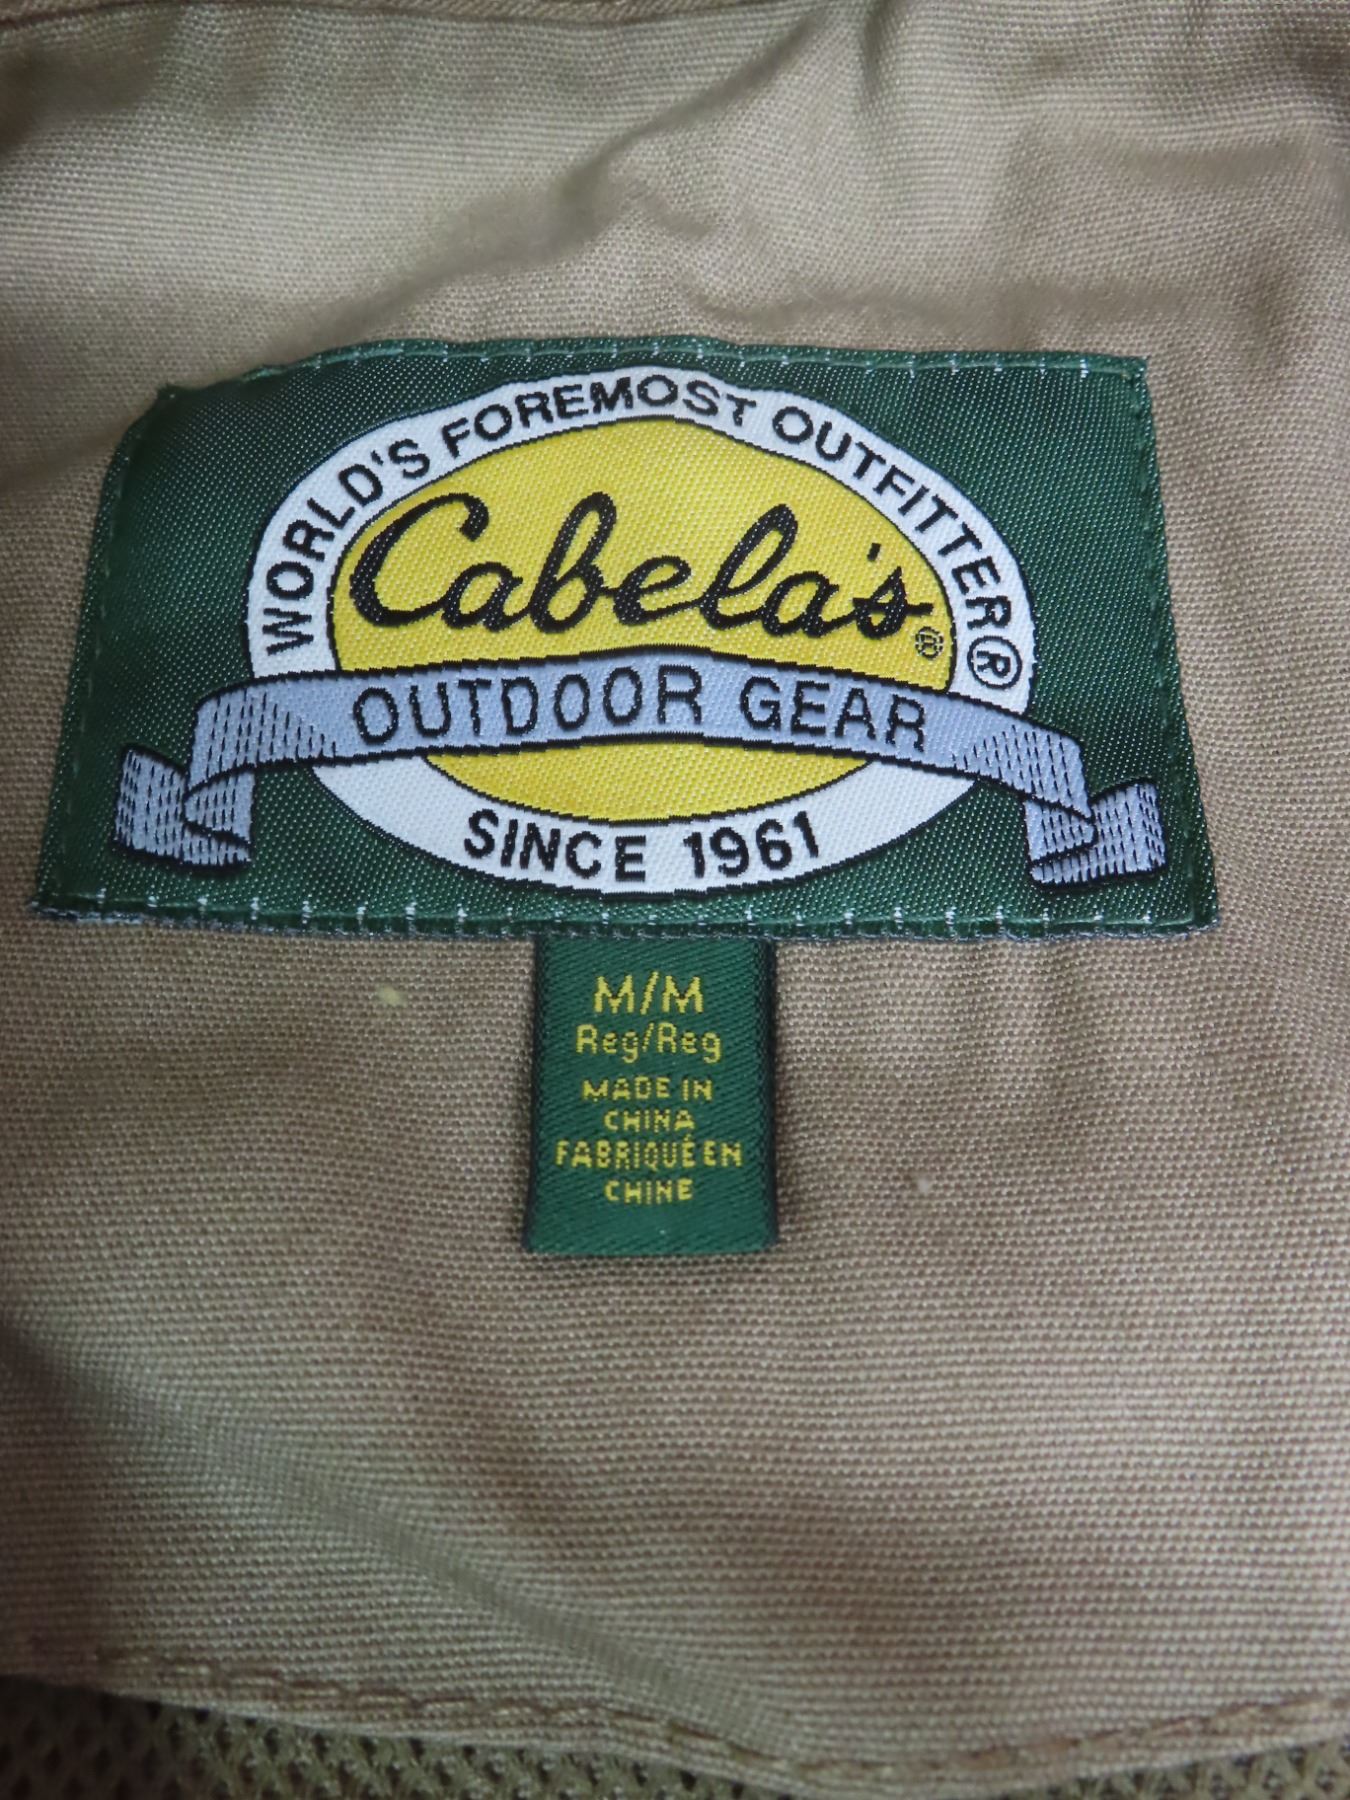 WORLD'S FOREMOST OUTFITTER®
Cabela's®
OUTDOOR GEAR
SINCE 1961
M/M
Reg/Reg
MADE IN
CHINA
FABRIQUÉ EN
CHINE